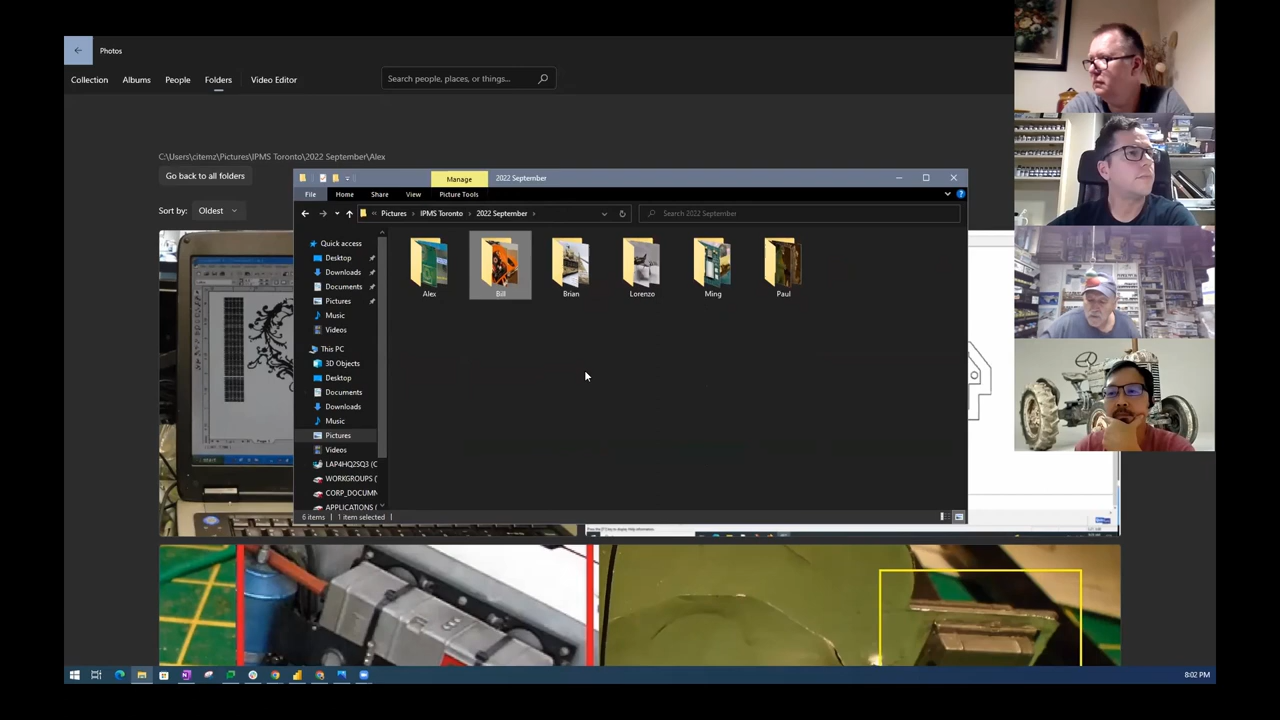 Photos
Collection Albums People Folders Video Editor
Search people, places, or things...
C:\Users\citemz\Pictures\IPMS Toronto\2022 September\Alex
Go back to all folders
Sort by: Oldest
Manage 2022 September
File Home Share View Picture Tools
Pictures IPMS Toronto 2022 September
Search 2022 September
Quick access
Desktop
Downloads
Documents
Pictures
Music
Videos
This PC
3D Objects
Desktop
Documents
Downloads
Music
Pictures
Videos
LAP4HQ2SQ3 (C
WORKGROUPS (
CORP_DOCUMN
APPLICATIONS (
Alex Bill Brian Lorenzo Ming Paul
6 items 1 item selected
8:02 PM